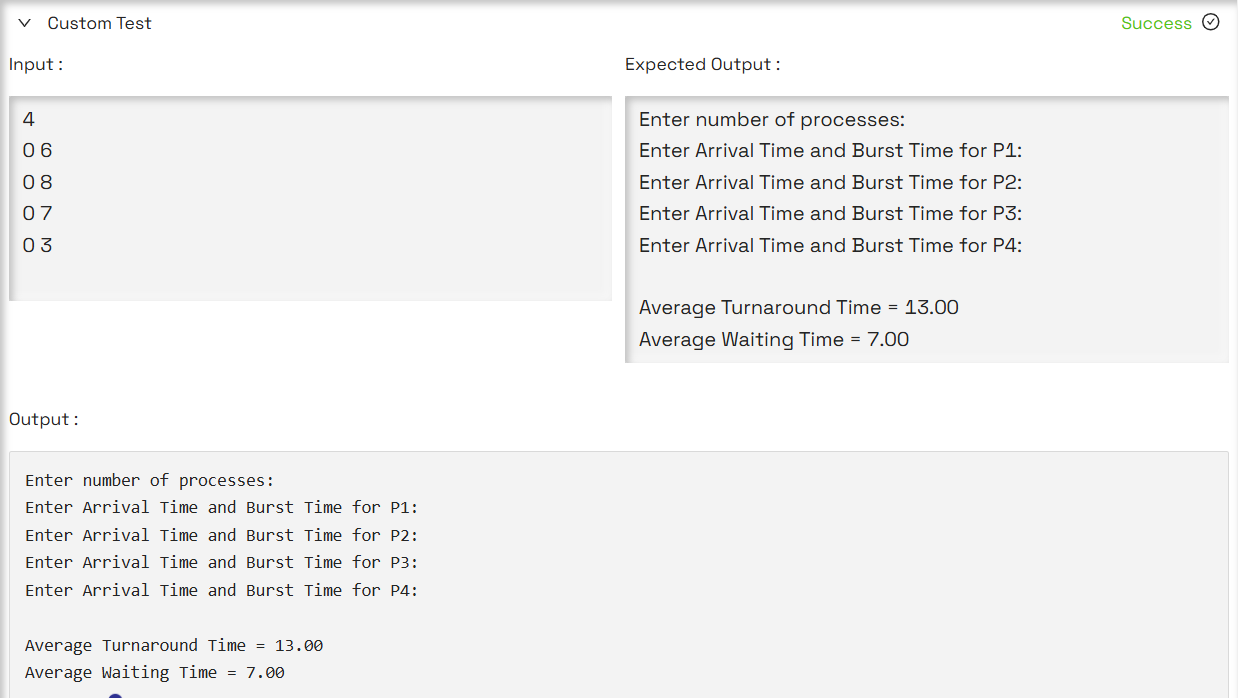 Custom Test
Success
Input :
Expected Output :
4
0 6
0 8
0 7
0 3
Enter number of processes:
Enter Arrival Time and Burst Time for P1:
Enter Arrival Time and Burst Time for P2:
Enter Arrival Time and Burst Time for P3:
Enter Arrival Time and Burst Time for P4:
Average Turnaround Time = 13.00
Average Waiting Time = 7.00
Output :
Enter number of processes:
Enter Arrival Time and Burst Time for P1:
Enter Arrival Time and Burst Time for P2:
Enter Arrival Time and Burst Time for P3:
Enter Arrival Time and Burst Time for P4:
Average Turnaround Time = 13.00
Average Waiting Time = 7.00